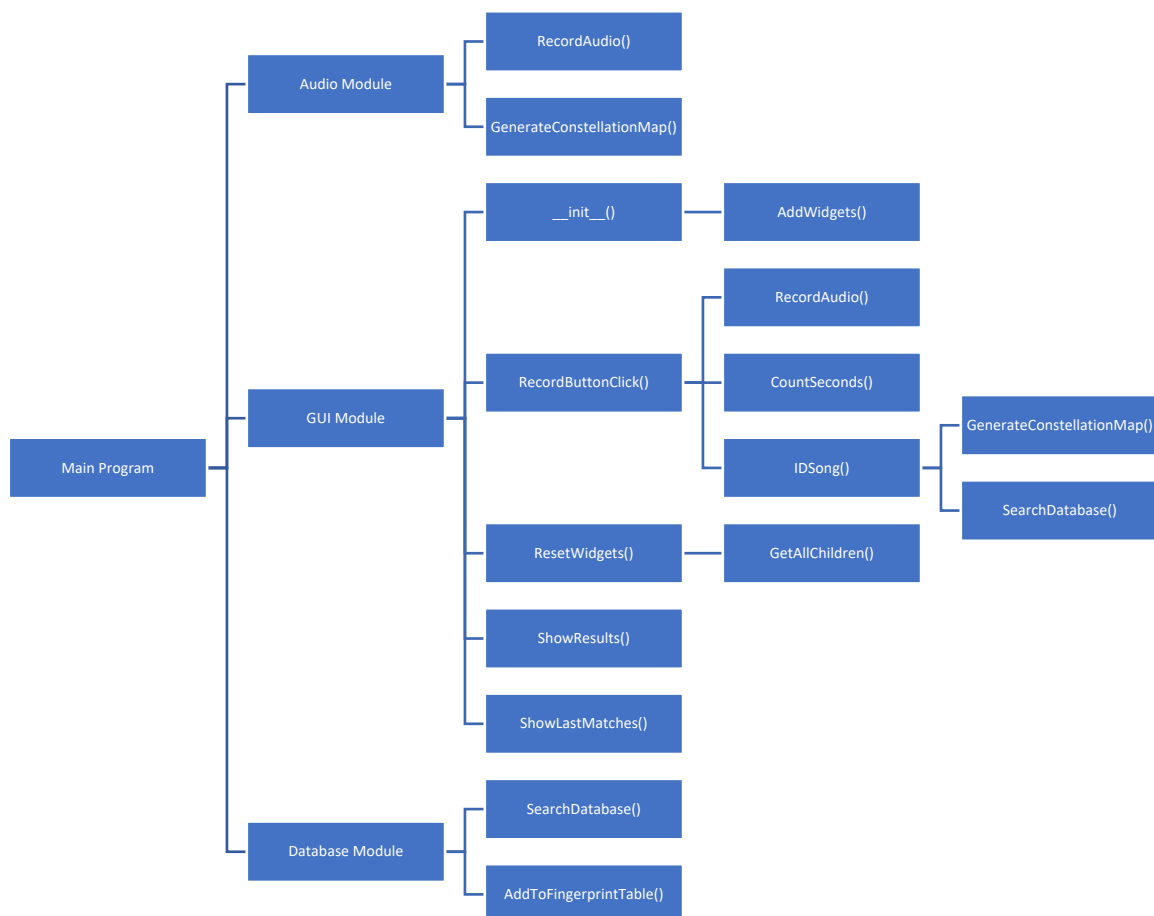 RecordAudio()
Audio Module
GenerateConstellationMap()
__init__()
AddWidgets()
RecordAudio()
RecordButtonClick()
CountSeconds()
GUI Module
GenerateConstellationMap()
Main Program
IDSong()
SearchDatabase()
ResetWidgets()
GetAllChildren()
ShowResults()
ShowLastMatches()
SearchDatabase()
Database Module
AddToFingerprintTable()